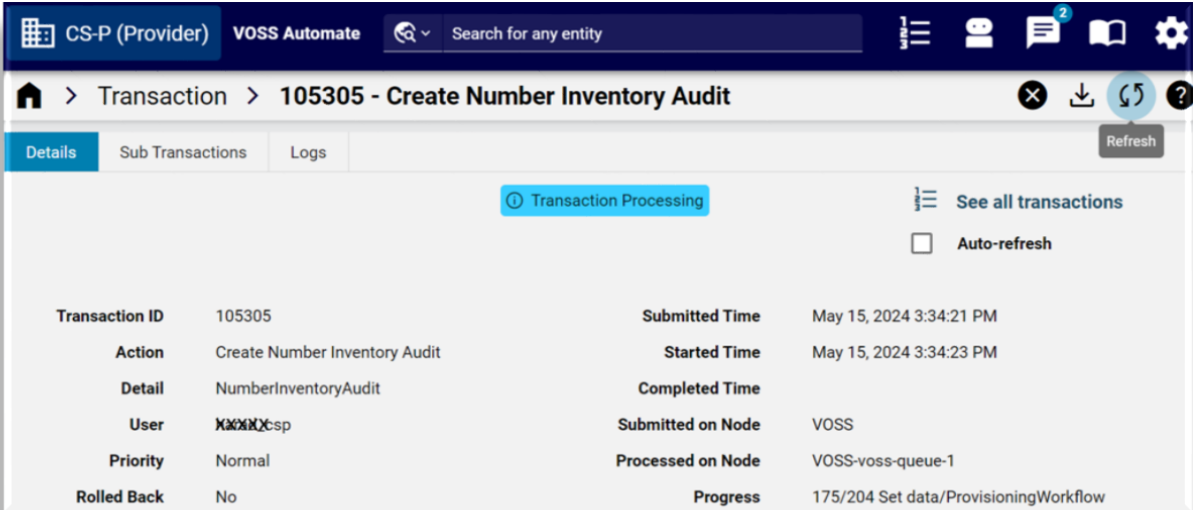 CS-P (Provider) VOSS Automate Search for any entity 2
Transaction > 105305 - Create Number Inventory Audit
Refresh
Details Sub Transactions Logs
Transaction Processing See all transactions
Auto-refresh
Transaction ID 105305 Submitted Time May 15, 2024 3:34:21 PM
Action Create Number Inventory Audit Started Time May 15, 2024 3:34:23 PM
Detail NumberInventoryAudit Completed Time
User csp Submitted on Node VOSS
Priority Normal Processed on Node VOSS-voss-queue-1
Rolled Back No Progress 175/204 Set data/ProvisioningWorkflow